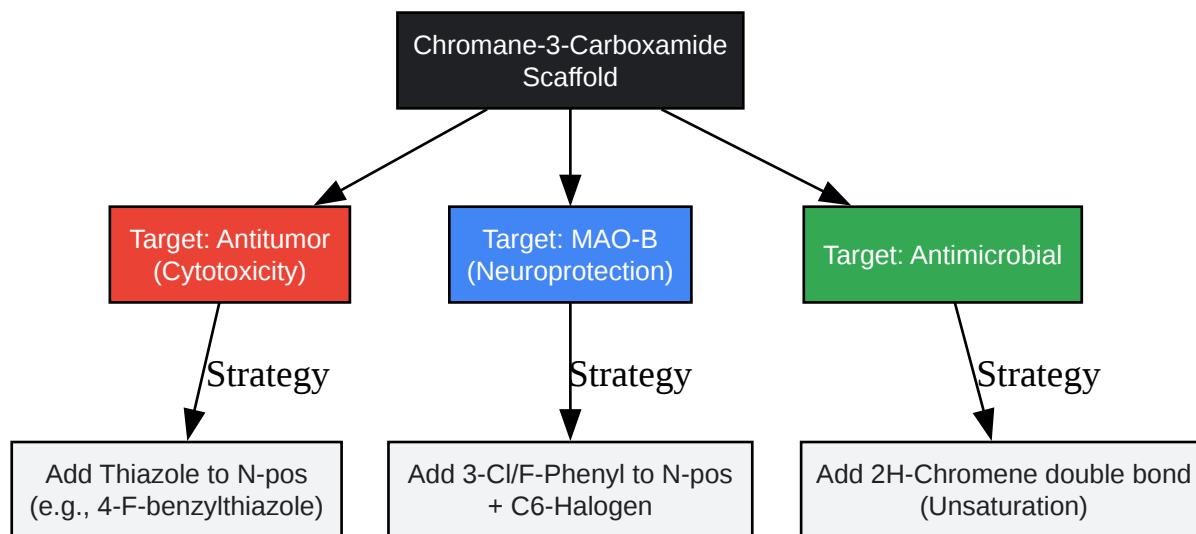 Chromane-3-Carboxamide
Scaffold
Target: Antitumor
(Cytotoxicity)
Target: MAO-B
(Neuroprotection)
Target: Antimicrobial
Strategy
Strategy
Strategy
Add Thiazole to N-pos
(e.g., 4-F-benzylthiazole)
Add 3-Cl/F-Phenyl to N-pos
+ C6-Halogen
Add 2H-Chromene double bond
(Unsaturation)